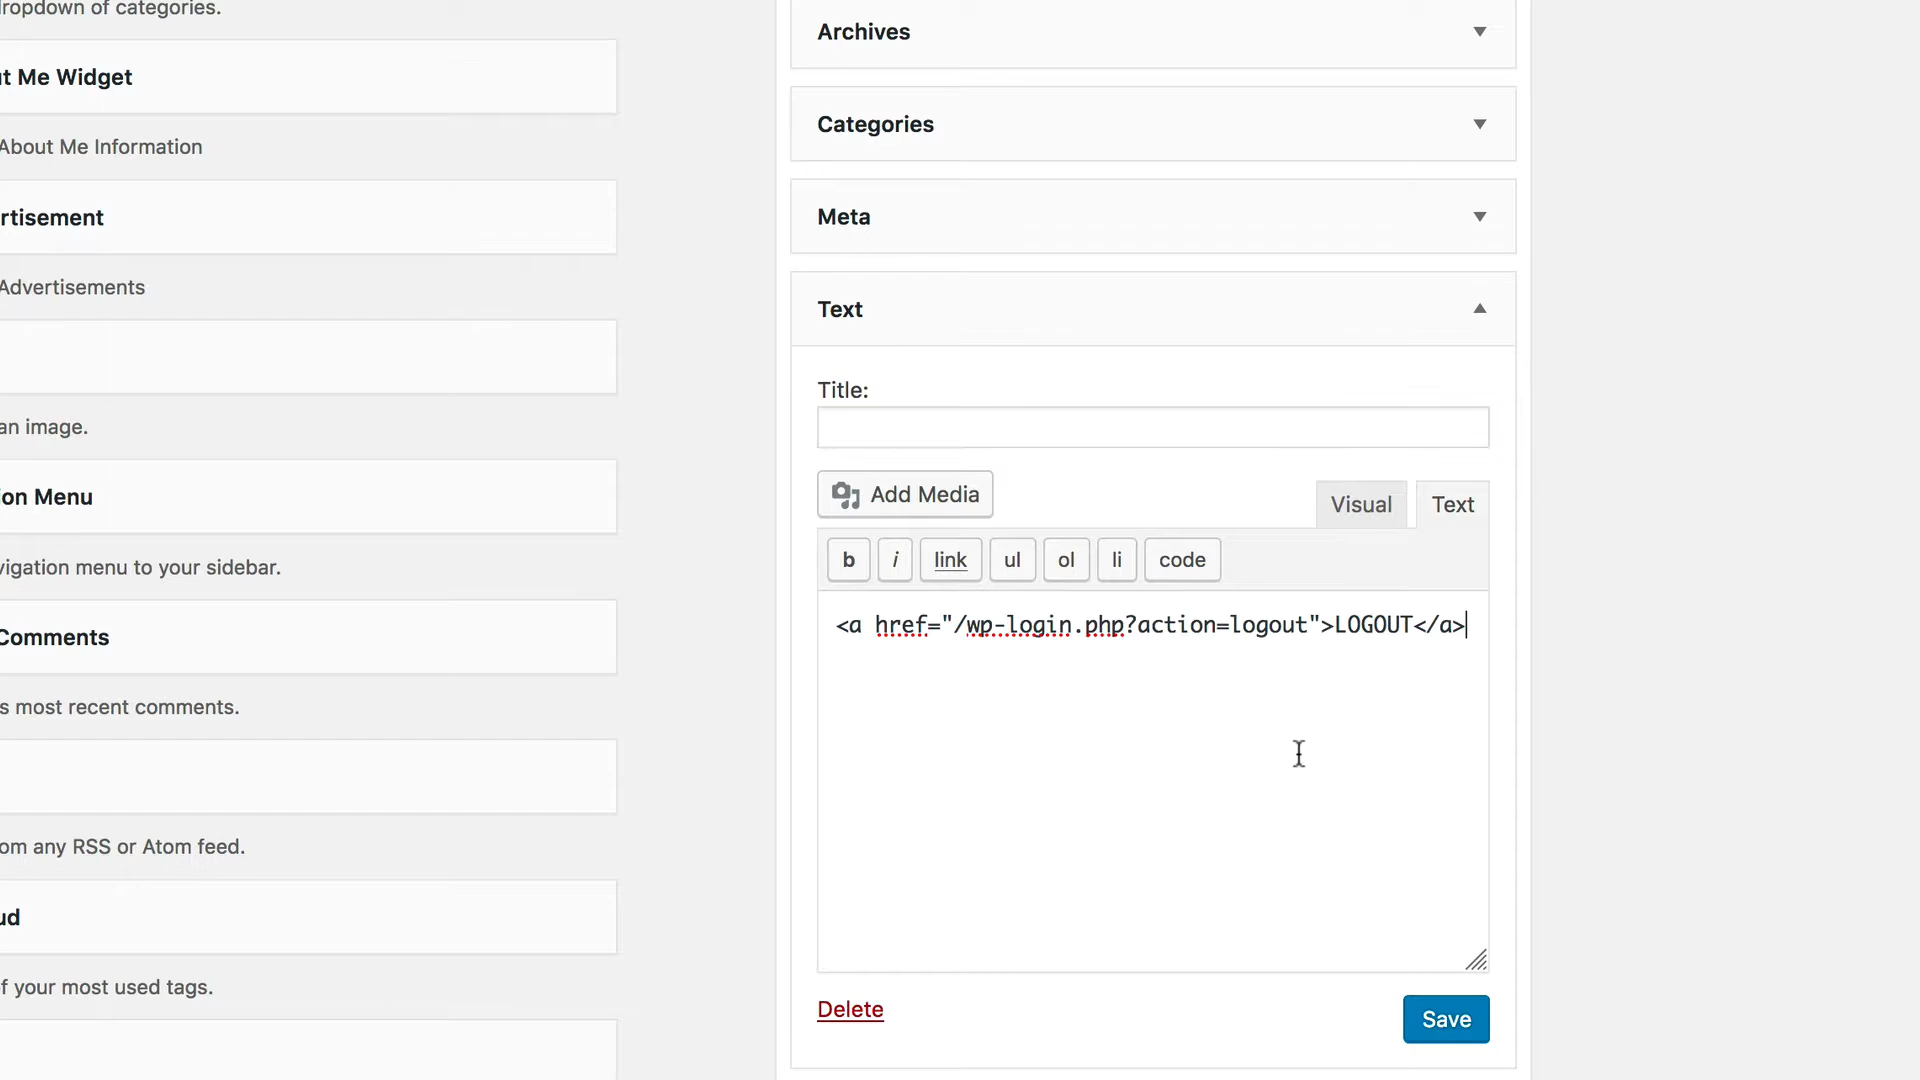 ropdown of categories.
t Me Widget
About Me Information
rtisement
Advertisements
an image.
ion Menu
vigation menu to your sidebar.
Comments
s most recent comments.
om any RSS or Atom feed.
ud
f your most used tags.
Archives
Categories
Meta
Text
Title:
Add Media
Visual Text
b i link ul ol li code
<a href="/wp-login.php?action=logout">LOGOUT</a>
Delete
Save